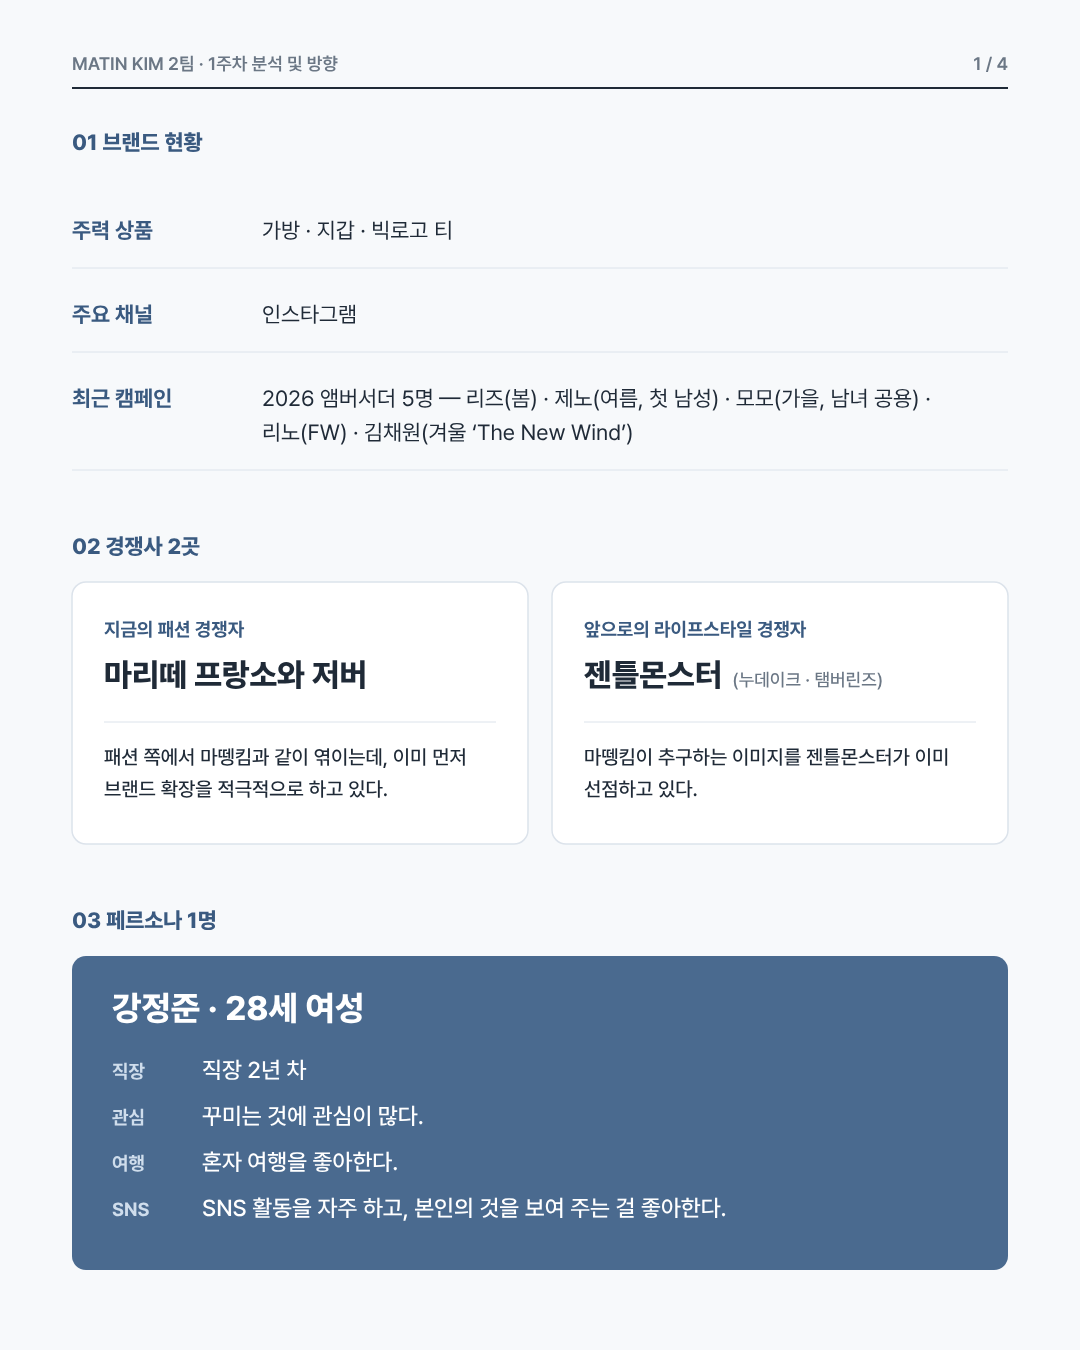 MATIN KIM 2팀 · 1주차 분석 및 방향
1 / 4
01 브랜드 현황
주력 상품
가방 · 지갑 · 빅로고 티
주요 채널
인스타그램
최근 캠페인
2026 앰버서더 5명 — 리즈(봄) · 제노(여름, 첫 남성) · 모모(가을, 남녀 공용) ·
리노(FW) · 김채원(겨울 ‘The New Wind’)
02 경쟁사 2곳
지금의 패션 경쟁자
마리떼 프랑소와 저버
패션 쪽에서 마뗑킴과 같이 엮이는데, 이미 먼저
브랜드 확장을 적극적으로 하고 있다.
앞으로의 라이프스타일 경쟁자
젠틀몬스터 (누데이크 · 탬버린즈)
마뗑킴이 추구하는 이미지를 젠틀몬스터가 이미
선점하고 있다.
03 페르소나 1명
강정준 · 28세 여성
직장 직장 2년 차
관심 꾸미는 것에 관심이 많다.
여행 혼자 여행을 좋아한다.
SNS SNS 활동을 자주 하고, 본인의 것을 보여 주는 걸 좋아한다.